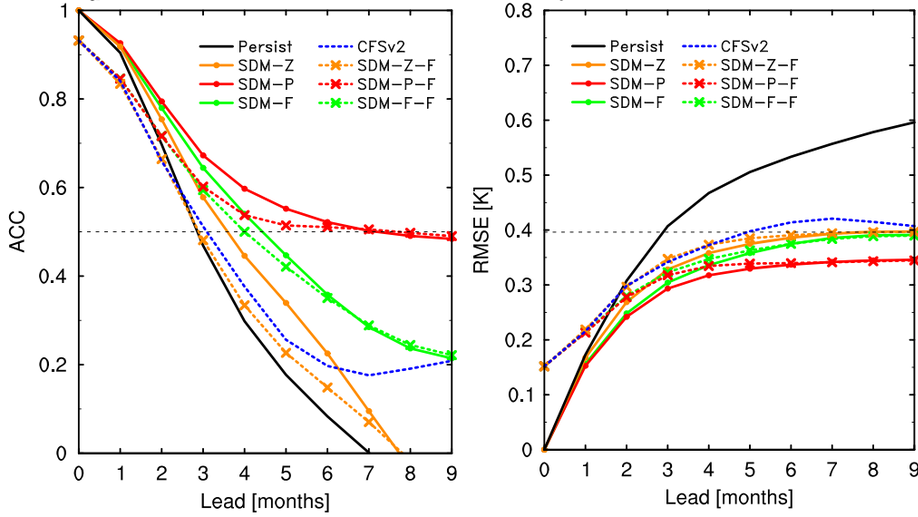 ACC
1
0.8
0.6
0.4
0.2
0
Persist
SDM-Z
SDM-P
SDM-F
CFSv2
SDM-Z-F
SDM-P-F
SDM-F-F
0 1 2 3 4 5 6 7 8 9
Lead [months]
RMSE [K]
0.8
0.7
0.6
0.5
0.4
0.3
0.2
0.1
0
Persist
SDM-Z
SDM-P
SDM-F
CFSv2
SDM-Z-F
SDM-P-F
SDM-F-F
0 1 2 3 4 5 6 7 8 9
Lead [months]